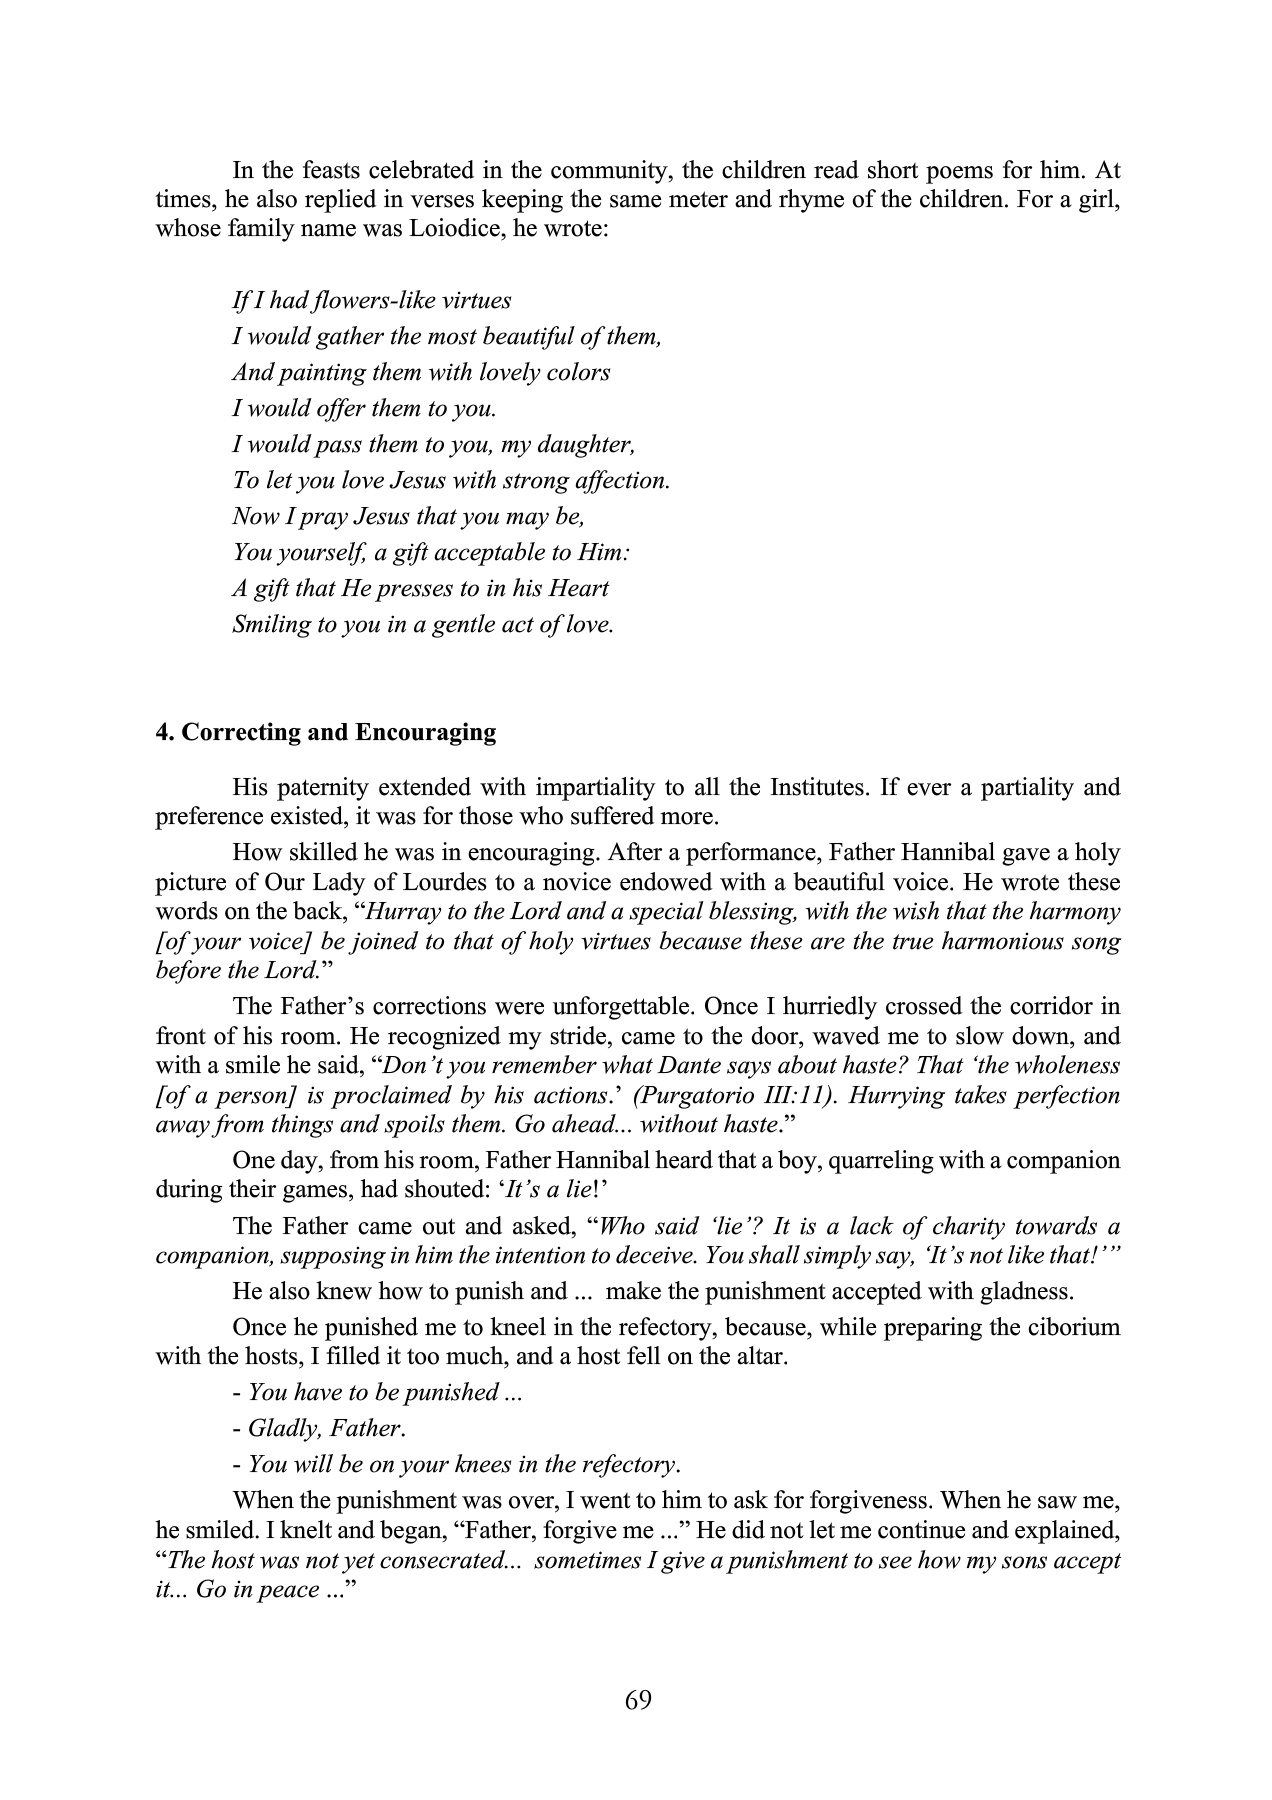 In the feasts celebrated in the community, the children read short poems for him. At
times, he also replied in verses keeping the same meter and rhyme of the children. For a girl,
whose family name was Loiodice, he wrote:
If I had flowers-like virtues
I would gather the most beautiful of them,
And painting them with lovely colors
I would offer them to you.
I would pass them to you, my daughter,
To let you love Jesus with strong affection.
Now I pray Jesus that you may be,
You yourself, a gift acceptable to Him:
A gift that He presses to in his Heart
Smiling to you in a gentle act of love.
4. Correcting and Encouraging
His paternity extended with impartiality to all the Institutes. If ever a partiality and
preference existed, it was for those who suffered more.
How skilled he was in encouraging. After a performance, Father Hannibal gave a holy
picture of Our Lady of Lourdes to a novice endowed with a beautiful voice. He wrote these
words on the back, “Hurray to the Lord and a special blessing, with the wish that the harmony
[of your voice] be joined to that of holy virtues because these are the true harmonious song
before the Lord.”
The Father’s corrections were unforgettable. Once I hurriedly crossed the corridor in
front of his room. He recognized my stride, came to the door, waved me to slow down, and
with a smile he said, “Don’t you remember what Dante says about haste? That ‘the wholeness
[of a person] is proclaimed by his actions.’ (Purgatorio III:11). Hurrying takes perfection
away from things and spoils them. Go ahead... without haste.”
One day, from his room, Father Hannibal heard that a boy, quarreling with a companion
during their games, had shouted: ‘It’s a lie!’
The Father came out and asked, “Who said ‘lie’? It is a lack of charity towards a
companion, supposing in him the intention to deceive. You shall simply say, ‘It’s not like that!’”
He also knew how to punish and ... make the punishment accepted with gladness.
Once he punished me to kneel in the refectory, because, while preparing the ciborium
with the hosts, I filled it too much, and a host fell on the altar.
- You have to be punished ...
- Gladly, Father.
- You will be on your knees in the refectory.
When the punishment was over, I went to him to ask for forgiveness. When he saw me,
he smiled. I knelt and began, “Father, forgive me ...” He did not let me continue and explained,
“The host was not yet consecrated... sometimes I give a punishment to see how my sons accept
it... Go in peace ...”
69